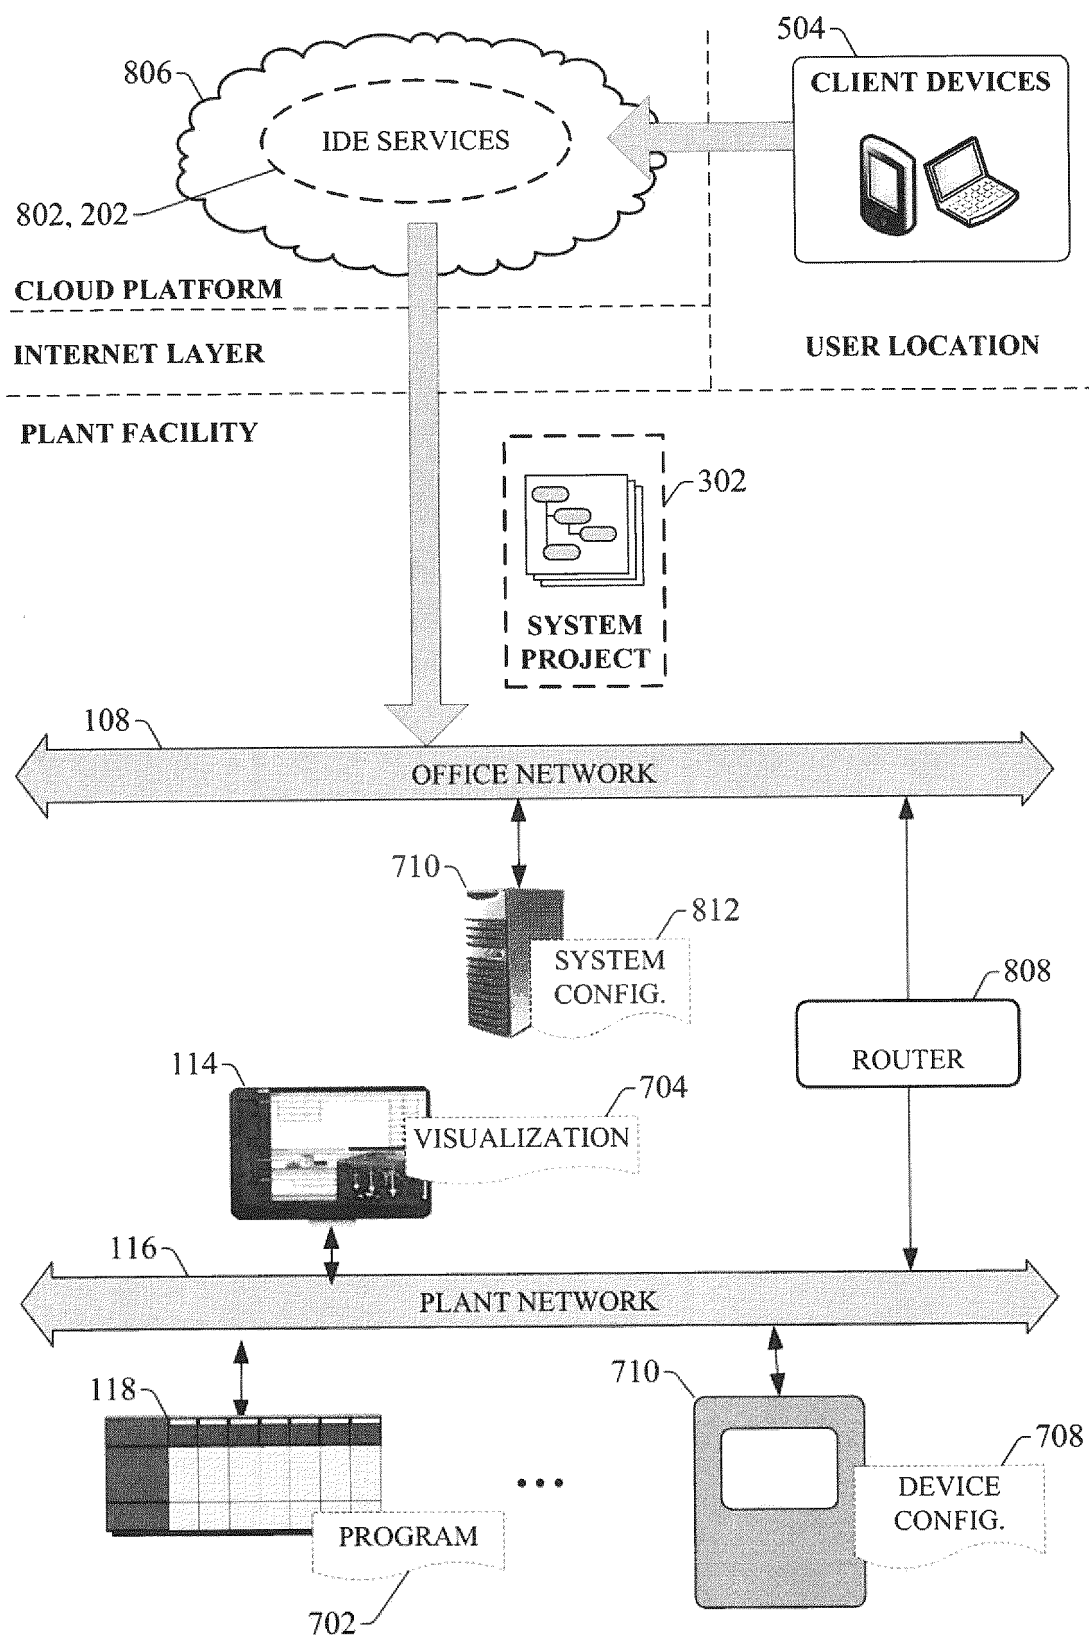 504
806
CLIENT DEVICES
IDE SERVICES
802, 202
CLOUD PLATFORM
INTERNET LAYER
USER LOCATION
PLANT FACILITY
302
SYSTEM
PROJECT
108
OFFICE NETWORK
710
812
SYSTEM
CONFIG.
808
ROUTER
114
704
VISUALIZATION
116
PLANT NETWORK
118
710
708
DEVICE
CONFIG.
PROGRAM
702